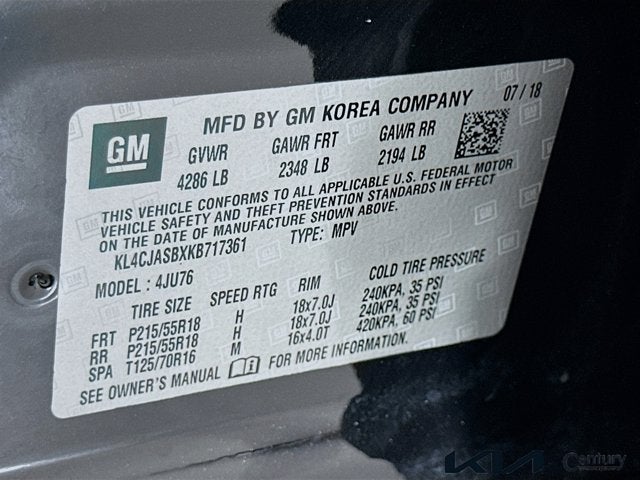 GM
MFD BY GM KOREA COMPANY 07/18
GVWR GAWR FRT GAWR RR
4286 LB 2348 LB 2194 LB
THIS VEHICLE CONFORMS TO ALL APPLICABLE U.S. FEDERAL MOTOR
VEHICLE SAFETY AND THEFT PREVENTION STANDARDS IN EFFECT
ON THE DATE OF MANUFACTURE SHOWN ABOVE.
KL4CJASBXKB717361 TYPE: MPV
MODEL: 4JU76
TIRE SIZE SPEED RTG RIM COLD TIRE PRESSURE
FRT P215/55R18 H 18x7.0J 240KPA, 35 PSI
RR P215/55R18 H 18x7.0J 240KPA, 35 PSI
SPA T125/70R16 M 16x4.0T 420KPA, 60 PSI
SEE OWNER'S MANUAL FOR MORE INFORMATION.
KIA Century